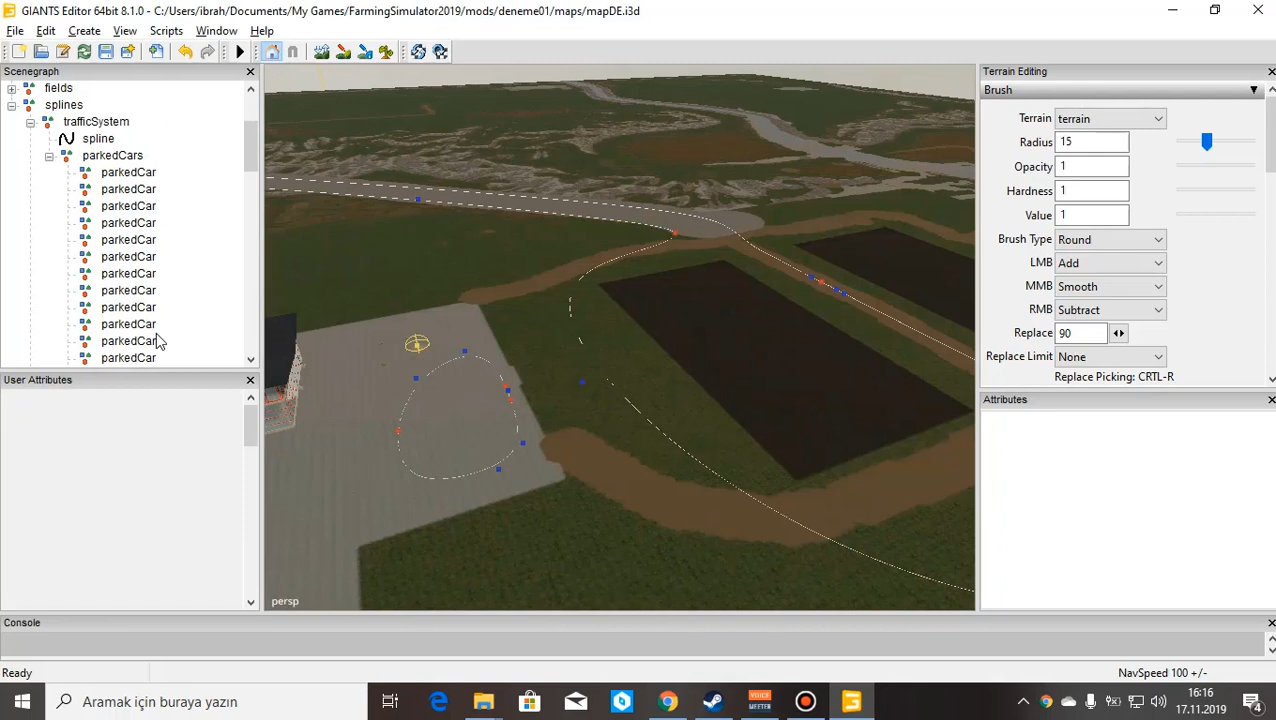 GIANTS Editor 64bit 8.1.0 - C:/Users/ibrah/Documents/My Games/FarmingSimulator2019/mods/deneme01/maps/mapDE.i3d
File Edit Create View Scripts Window Help
Scenegraph
fields
splines
trafficSystem
spline
parkedCars
parkedCar
parkedCar
parkedCar
parkedCar
parkedCar
parkedCar
parkedCar
parkedCar
parkedCar
parkedCar
parkedCar
parkedCar
User Attributes
persp
Terrain Editing
Brush
Terrain terrain
Radius 15
Opacity 1
Hardness 1
Value 1
Brush Type Round
LMB Add
MMB Smooth
RMB Subtract
Replace 90
Replace Limit None
Replace Picking: CRTL-R
Attributes
Console
Ready
NavSpeed 100 +/-
Aramak için buraya yazın
VOICE
MEETER
16:16
17.11.2019
4